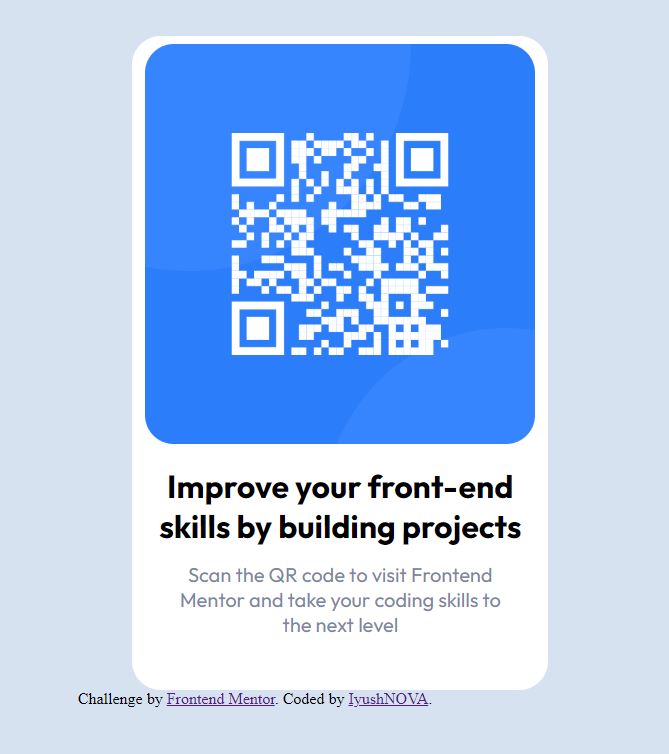 Improve your front-end
skills by building projects
Scan the QR code to visit Frontend
Mentor and take your coding skills to
the next level
Challenge by Frontend Mentor. Coded by IyushNOVA.